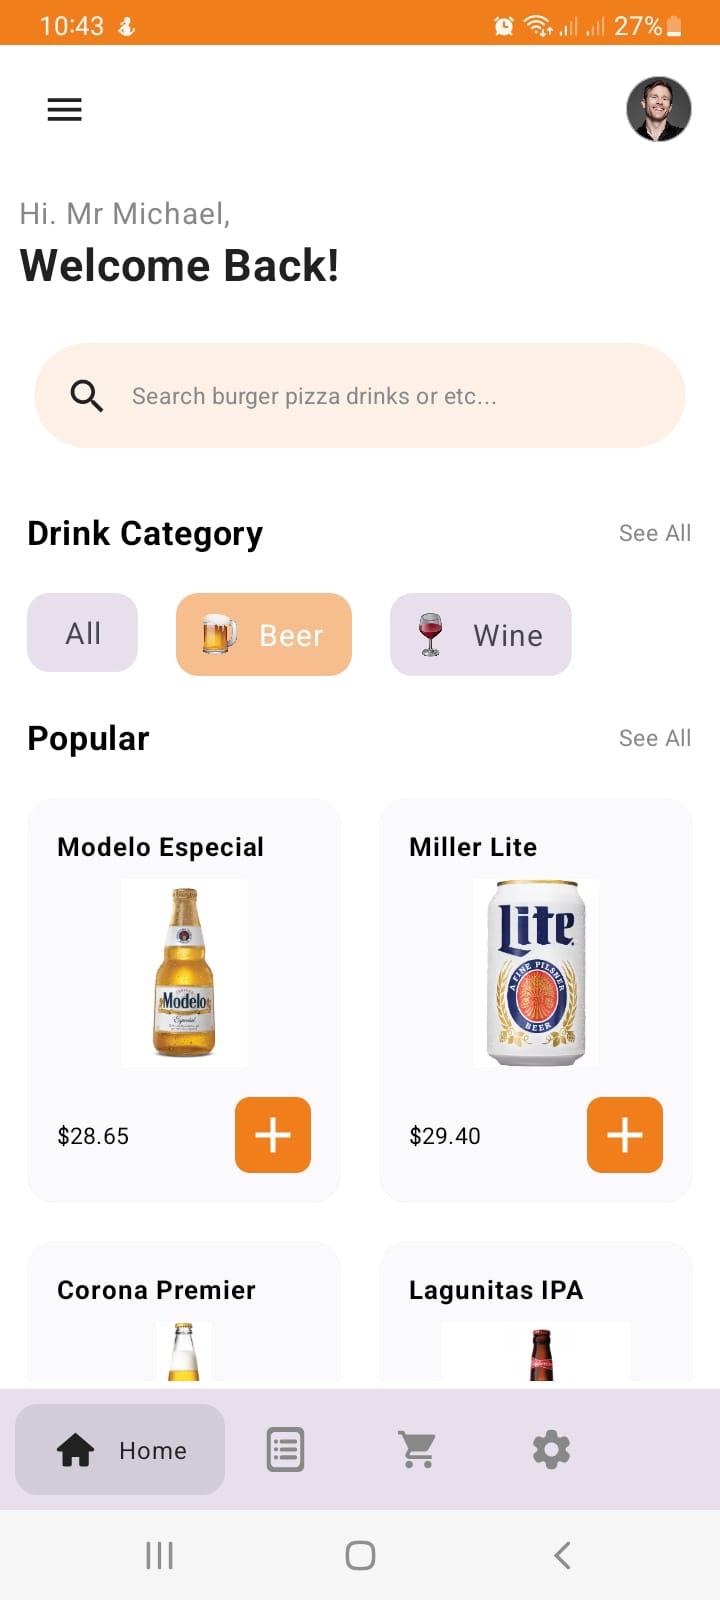 10:43 27%
Hi. Mr Michael,
Welcome Back!
Search burger pizza drinks or etc...
Drink Category See All
All Beer Wine
Popular See All
Modelo Especial Miller Lite
Modelo
Especial
Lite
A FINE PILSNER
BEER
$28.65 $29.40
Corona Premier Lagunitas IPA
Home